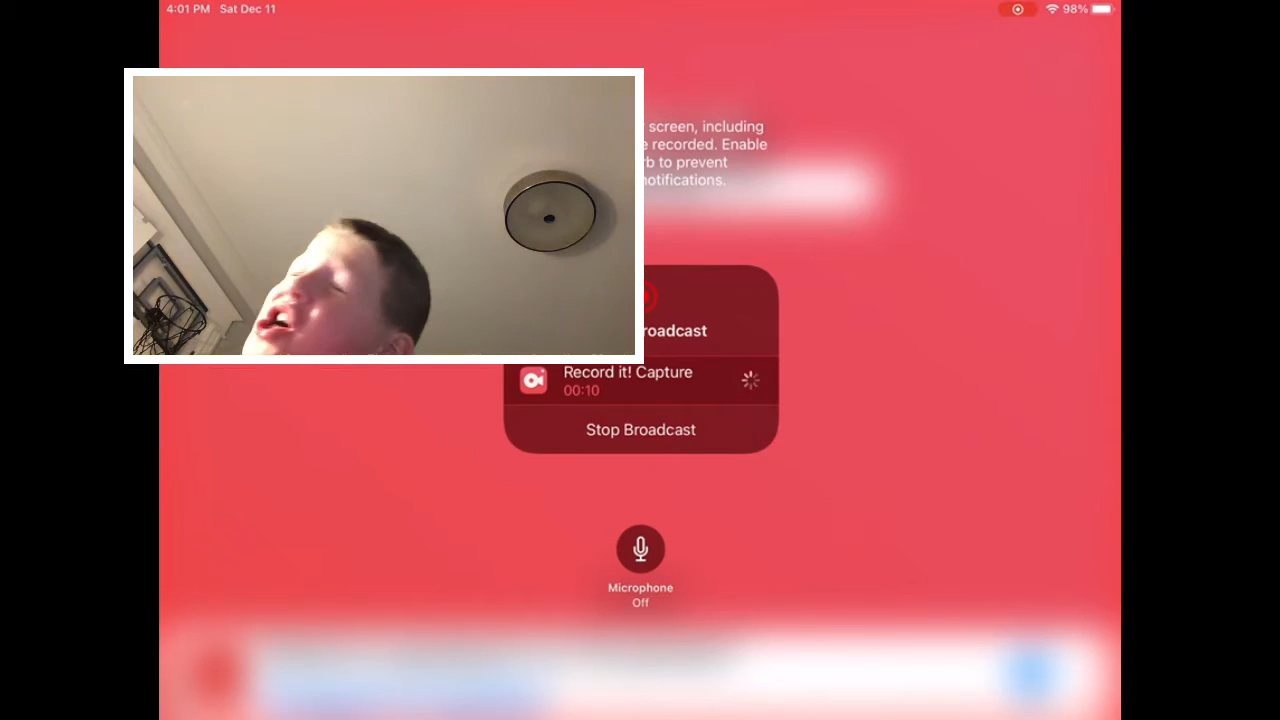 4:01 PM Sat Dec 11
98%
screen, including
e recorded. Enable
rb to prevent
notifications.
roadcast
Record it! Capture
00:10
Stop Broadcast
Microphone
Off